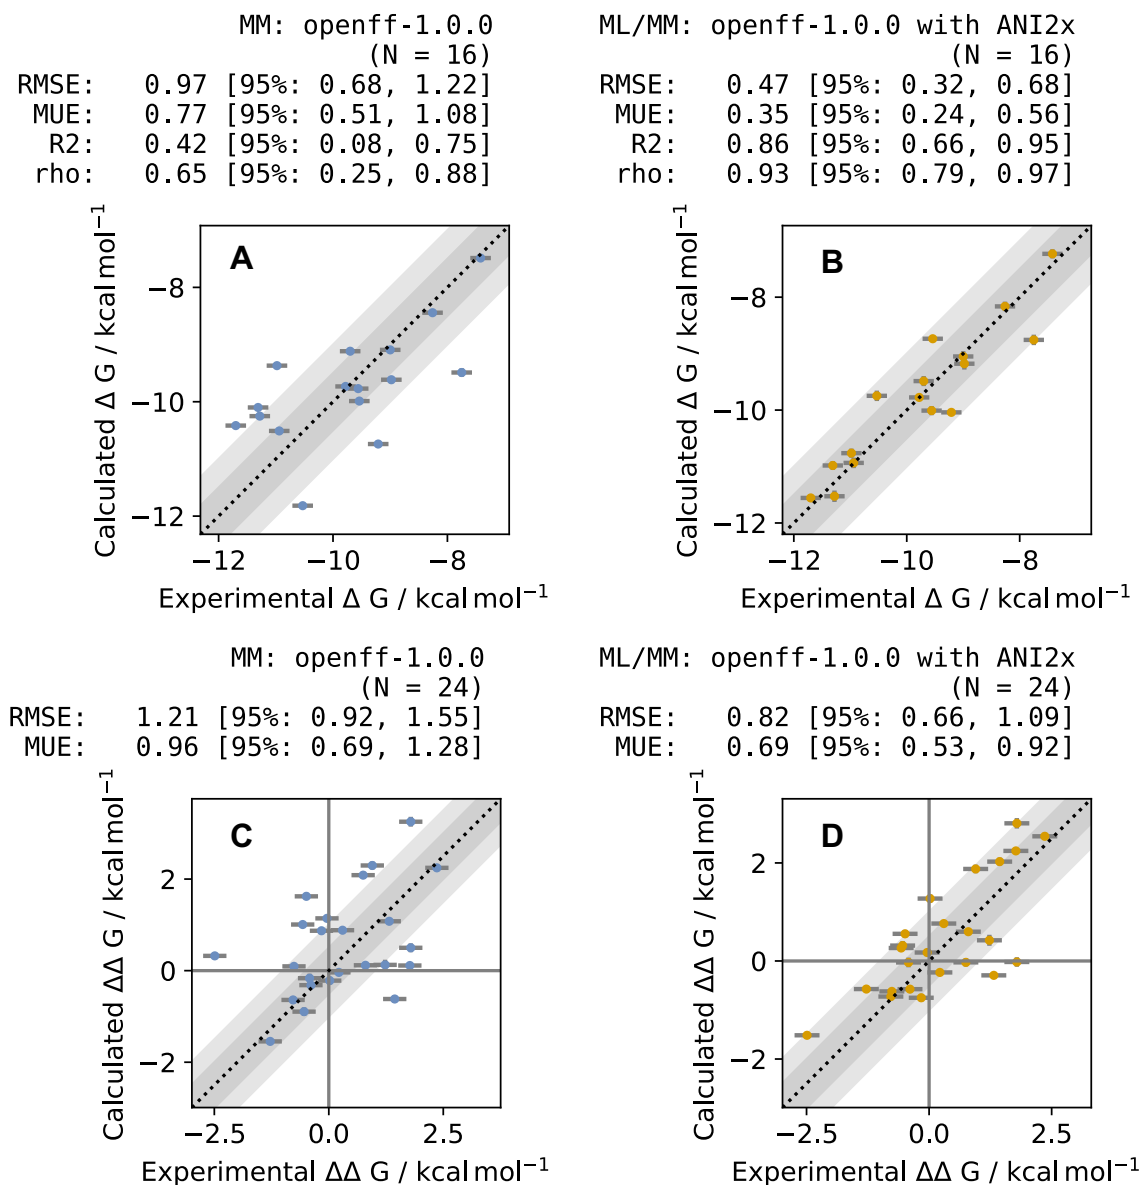 MM: openff-1.0.0
(N = 16)
RMSE: 0.97 [95%: 0.68, 1.22]
MUE: 0.77 [95%: 0.51, 1.08]
R2: 0.42 [95%: 0.08, 0.75]
rho: 0.65 [95%: 0.25, 0.88]
A
Calculated Δ G / kcal mol⁻¹
−8
−10
−12
−12 −10 −8
Experimental Δ G / kcal mol⁻¹
ML/MM: openff-1.0.0 with ANI2x
(N = 16)
RMSE: 0.47 [95%: 0.32, 0.68]
MUE: 0.35 [95%: 0.24, 0.56]
R2: 0.86 [95%: 0.66, 0.95]
rho: 0.93 [95%: 0.79, 0.97]
B
Calculated Δ G / kcal mol⁻¹
−8
−10
−12
−12 −10 −8
Experimental Δ G / kcal mol⁻¹
MM: openff-1.0.0
(N = 24)
RMSE: 1.21 [95%: 0.92, 1.55]
MUE: 0.96 [95%: 0.69, 1.28]
C
Calculated ΔΔ G / kcal mol⁻¹
2
0
−2
−2.5 0.0 2.5
Experimental ΔΔ G / kcal mol⁻¹
ML/MM: openff-1.0.0 with ANI2x
(N = 24)
RMSE: 0.82 [95%: 0.66, 1.09]
MUE: 0.69 [95%: 0.53, 0.92]
D
Calculated ΔΔ G / kcal mol⁻¹
2
0
−2
−2.5 0.0 2.5
Experimental ΔΔ G / kcal mol⁻¹